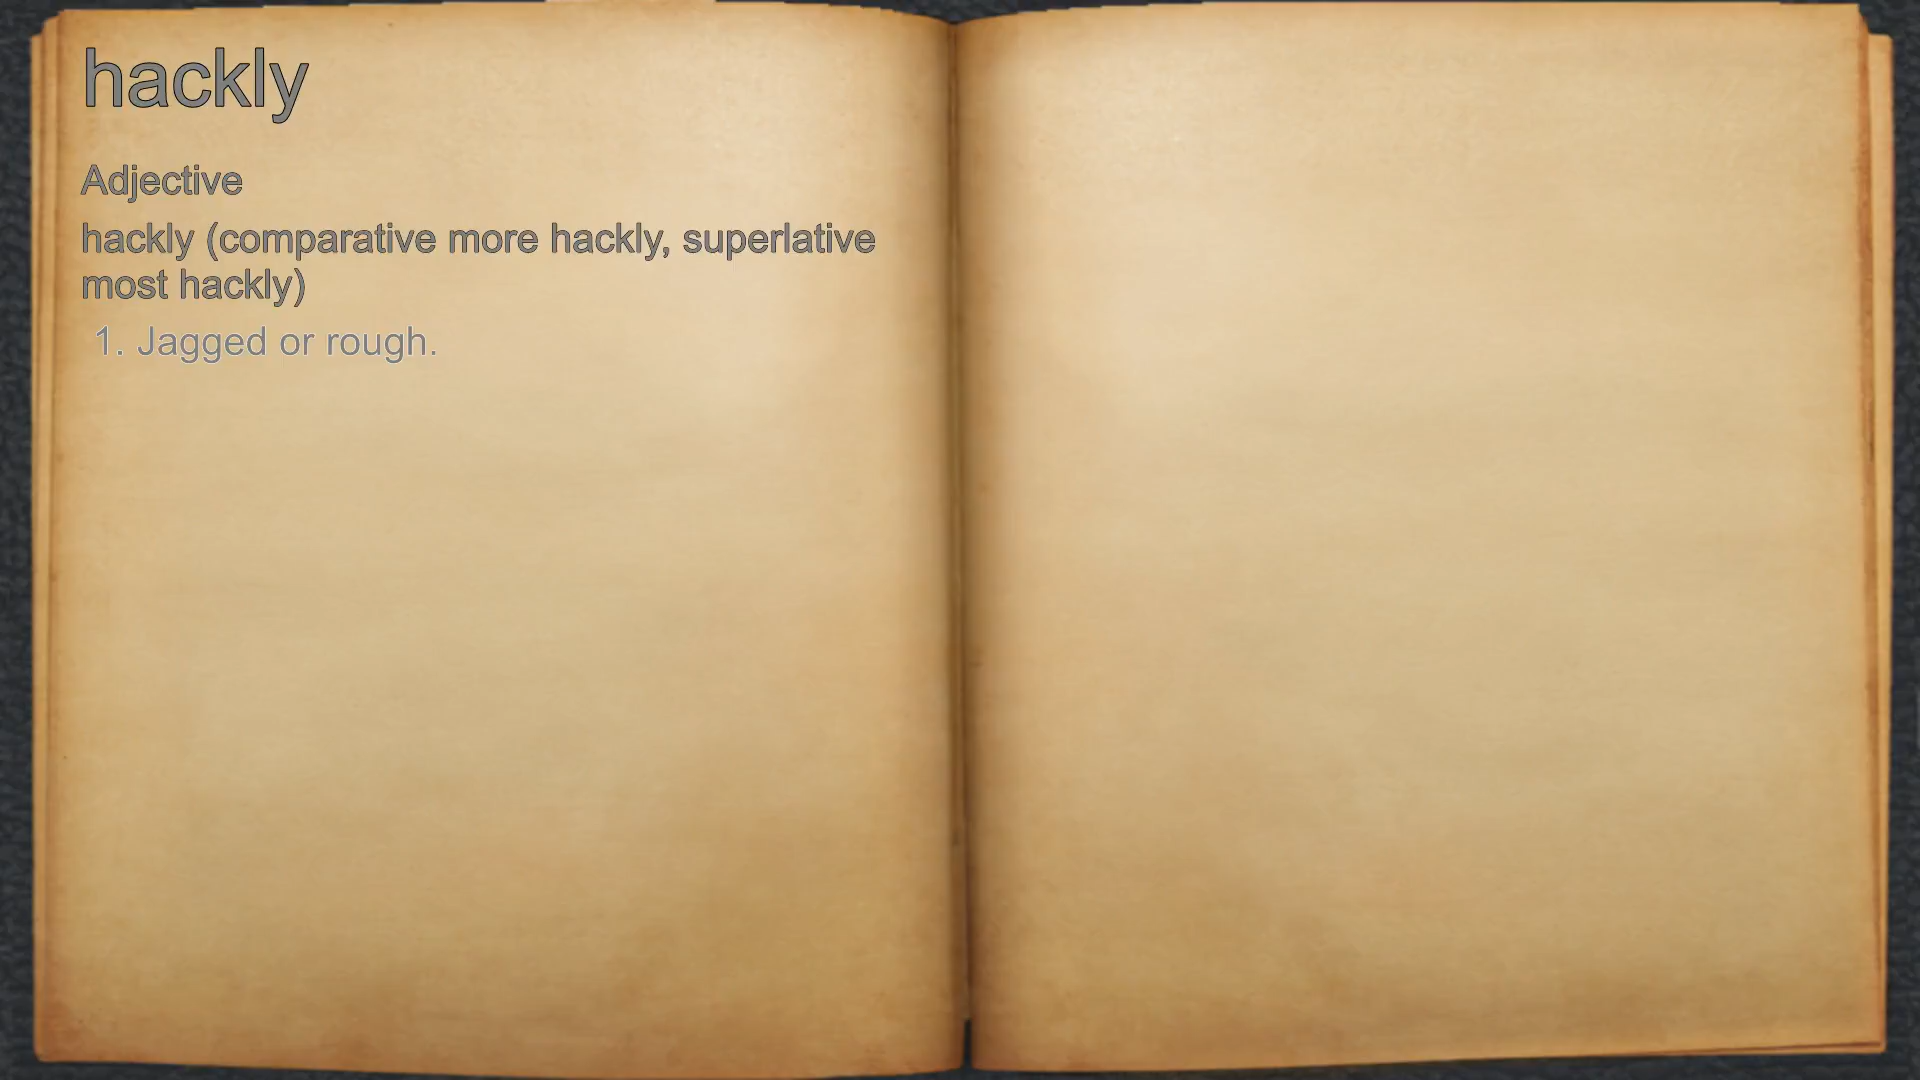 hackly
Adjective
hackly (comparative more hackly, superlative
most hackly)
1. Jagged or rough.